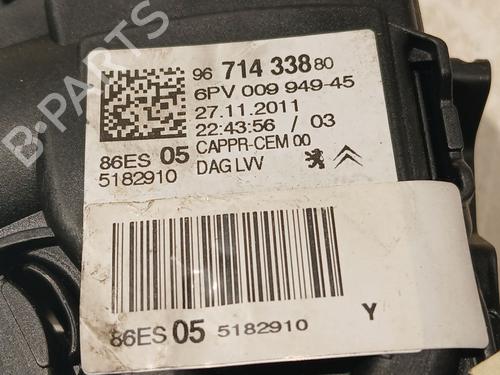 96 714 338 80
6PV 009 949-45
27.11.2011
22:43:56 / 03
86ES 05 CAPPR-CEM 00
5182910 DAG LVV
86ES 05 5182910 Y
B-PARTS